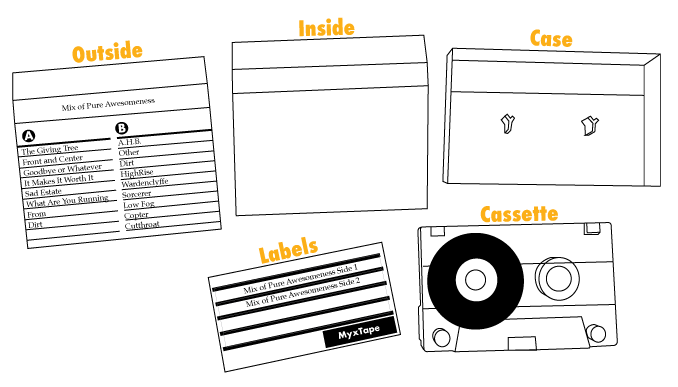 Outside
Mix of Pure Awesomeness
A
The Giving Tree
Front and Center
Goodbye or Whatever
It Makes It Worth It
Sad Estate
What Are You Running
From
Dirt
B
A.H.B.
Other
Dirt
HighRise
Wardenclyffe
Sorcerer
Low Fog
Copter
Cutthroat
Inside
Case
Labels
Mix of Pure Awesomeness Side 1
Mix of Pure Awesomeness Side 2
MyxTape
Cassette